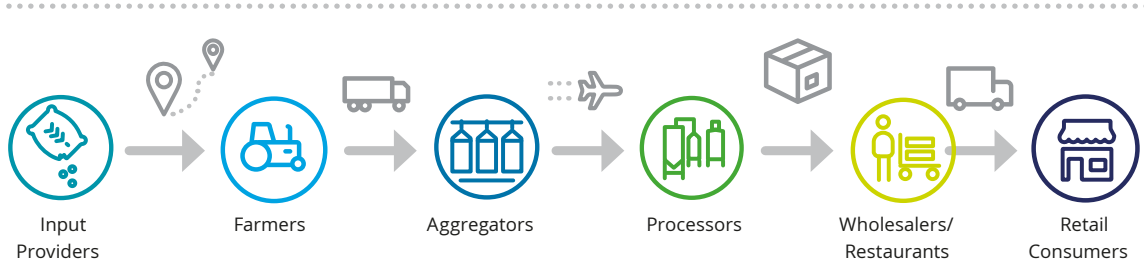 Input
Providers
Farmers
Aggregators
Processors
Wholesalers/
Restaurants
Retail
Consumers